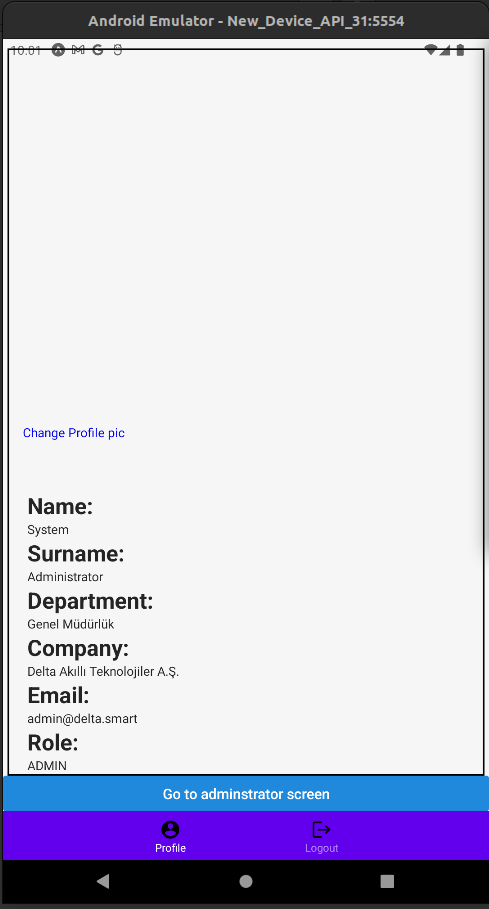 Android Emulator - New_Device_API_31:5554
10:01
Change Profile pic
Name:
System
Surname:
Administrator
Department:
Genel Müdürlük
Company:
Delta Akıllı Teknolojiler A.Ş.
Email:
admin@delta.smart
Role:
ADMIN
Go to adminstrator screen
Profile
Logout